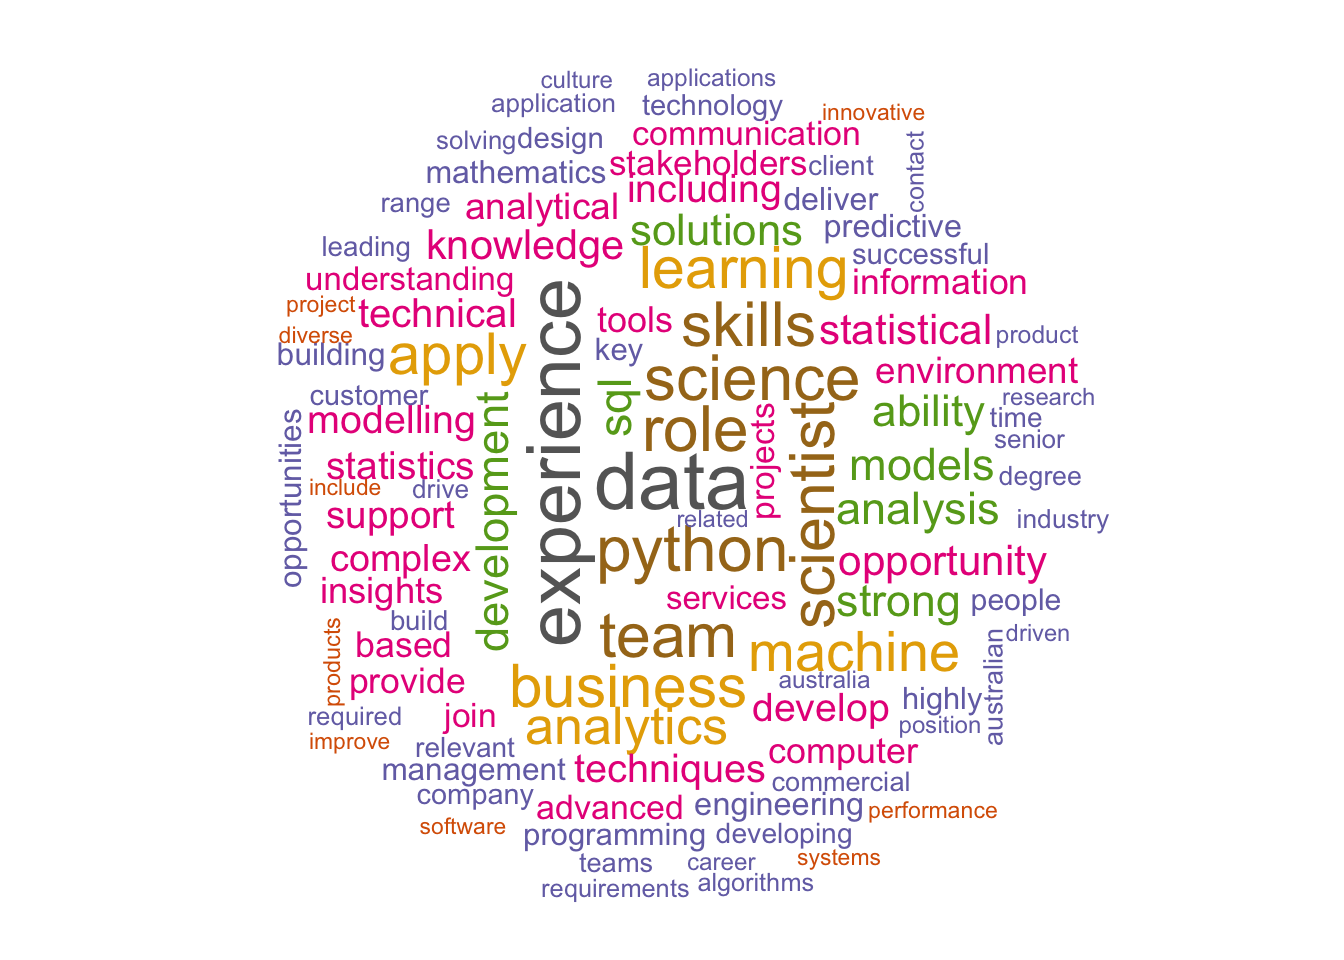 culture applications
application technology
innovative
solving design communication
contact
mathematics stakeholders client
range analytical including deliver
leading knowledge solutions predictive
understanding learning successful
information
project technical tools skills statistical product
diverse
building apply experience key
customer sql science environment
research
opportunities modelling development role projects scientist ability time
senior
statistics data models degree
include drive
support related analysis industry
complex python opportunity
insights services strong people
build
products based team machine driven
australian
provide business australia highly
required join analytics develop position
improve relevant computer
management techniques commercial
company advanced engineering performance
software programming developing
teams career systems
requirements algorithms